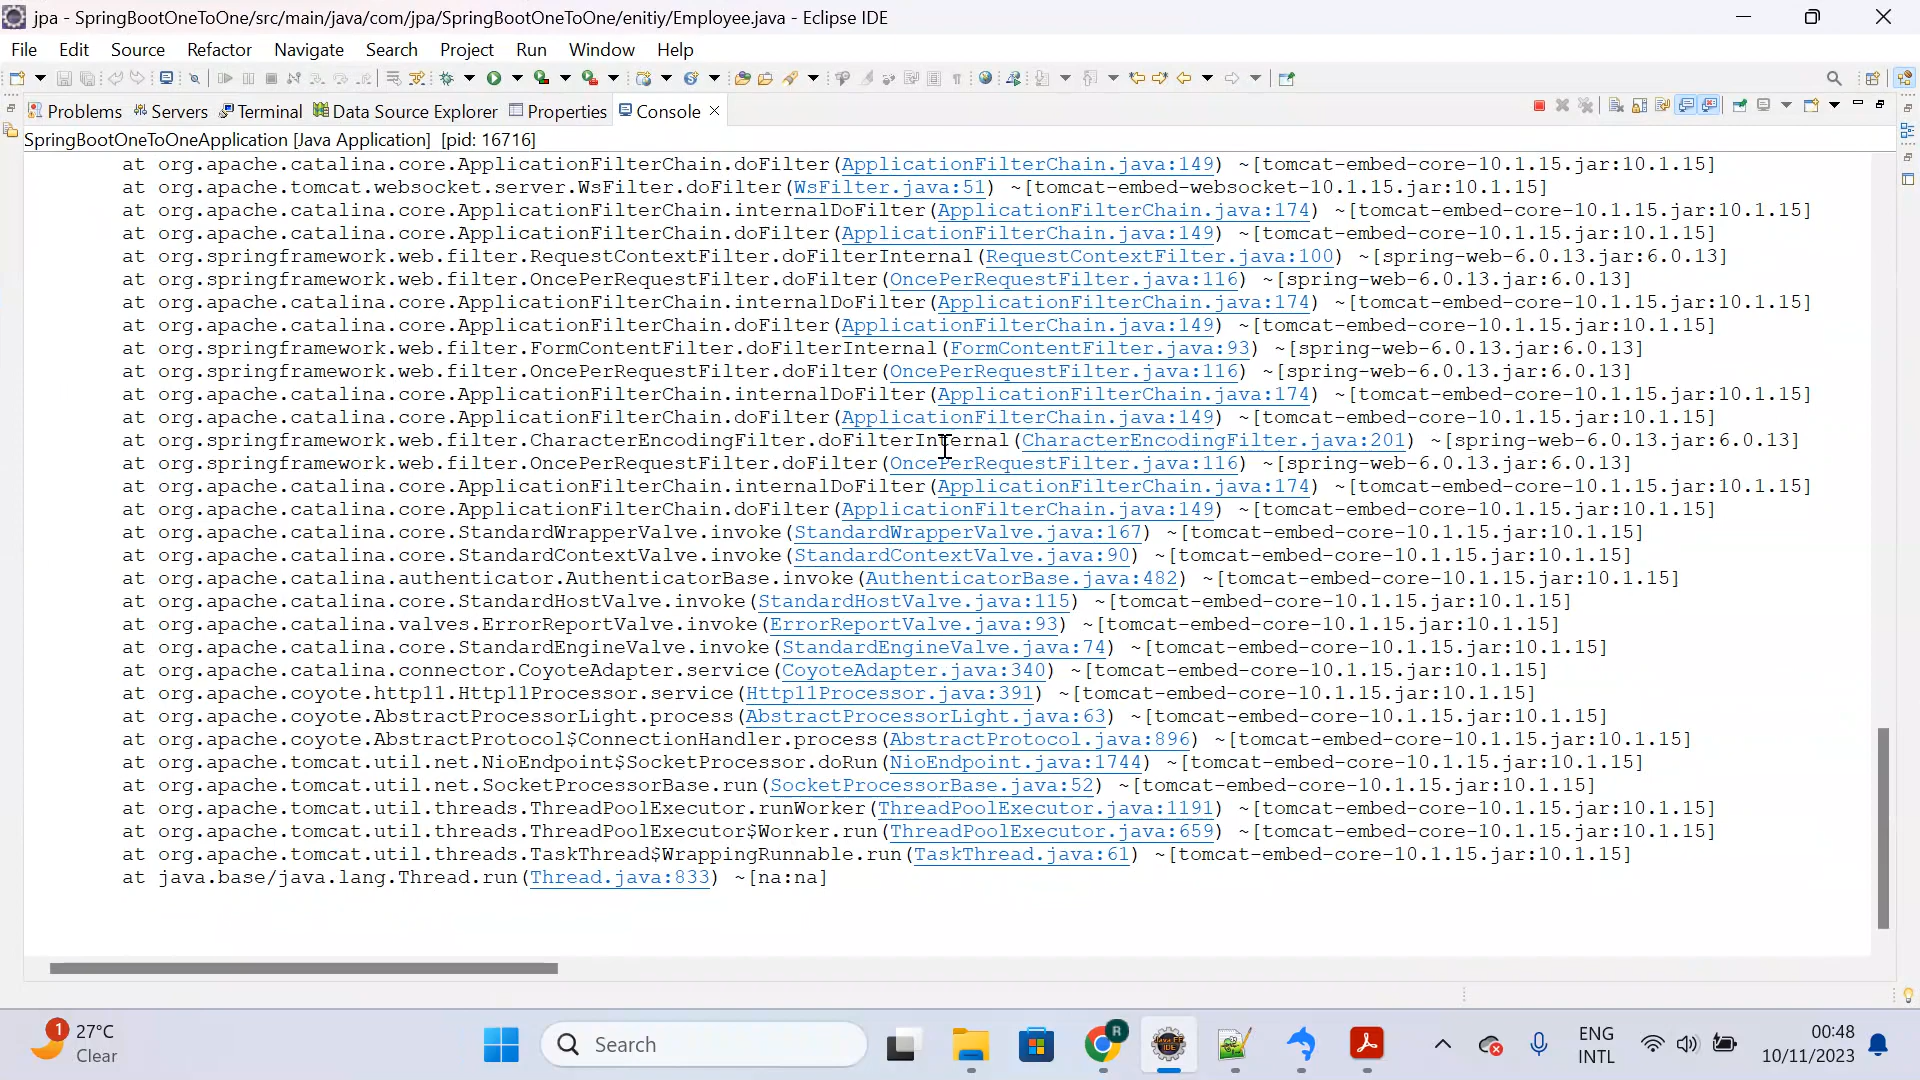 jpa - SpringBootOneToOne/src/main/java/com/jpa/SpringBootOneToOne/enitiy/Employee.java - Eclipse IDE
File Edit Source Refactor Navigate Search Project Run Window Help
Problems Servers Terminal Data Source Explorer Properties Console
SpringBootOneToOneApplication [Java Application] [pid: 16716]
at org.apache.catalina.core.ApplicationFilterChain.doFilter(ApplicationFilterChain.java:149) ~[tomcat-embed-core-10.1.15.jar:10.1.15]
at org.apache.tomcat.websocket.server.WsFilter.doFilter(WsFilter.java:51) ~[tomcat-embed-websocket-10.1.15.jar:10.1.15]
at org.apache.catalina.core.ApplicationFilterChain.internalDoFilter(ApplicationFilterChain.java:174) ~[tomcat-embed-core-10.1.15.jar:10.1.15]
at org.apache.catalina.core.ApplicationFilterChain.doFilter(ApplicationFilterChain.java:149) ~[tomcat-embed-core-10.1.15.jar:10.1.15]
at org.springframework.web.filter.RequestContextFilter.doFilterInternal(RequestContextFilter.java:100) ~[spring-web-6.0.13.jar:6.0.13]
at org.springframework.web.filter.OncePerRequestFilter.doFilter(OncePerRequestFilter.java:116) ~[spring-web-6.0.13.jar:6.0.13]
at org.apache.catalina.core.ApplicationFilterChain.internalDoFilter(ApplicationFilterChain.java:174) ~[tomcat-embed-core-10.1.15.jar:10.1.15]
at org.apache.catalina.core.ApplicationFilterChain.doFilter(ApplicationFilterChain.java:149) ~[tomcat-embed-core-10.1.15.jar:10.1.15]
at org.springframework.web.filter.FormContentFilter.doFilterInternal(FormContentFilter.java:93) ~[spring-web-6.0.13.jar:6.0.13]
at org.springframework.web.filter.OncePerRequestFilter.doFilter(OncePerRequestFilter.java:116) ~[spring-web-6.0.13.jar:6.0.13]
at org.apache.catalina.core.ApplicationFilterChain.internalDoFilter(ApplicationFilterChain.java:174) ~[tomcat-embed-core-10.1.15.jar:10.1.15]
at org.apache.catalina.core.ApplicationFilterChain.doFilter(ApplicationFilterChain.java:149) ~[tomcat-embed-core-10.1.15.jar:10.1.15]
at org.springframework.web.filter.CharacterEncodingFilter.doFilterInternal(CharacterEncodingFilter.java:201) ~[spring-web-6.0.13.jar:6.0.13]
at org.springframework.web.filter.OncePerRequestFilter.doFilter(OncePerRequestFilter.java:116) ~[spring-web-6.0.13.jar:6.0.13]
at org.apache.catalina.core.ApplicationFilterChain.internalDoFilter(ApplicationFilterChain.java:174) ~[tomcat-embed-core-10.1.15.jar:10.1.15]
at org.apache.catalina.core.ApplicationFilterChain.doFilter(ApplicationFilterChain.java:149) ~[tomcat-embed-core-10.1.15.jar:10.1.15]
at org.apache.catalina.core.StandardWrapperValve.invoke(StandardWrapperValve.java:167) ~[tomcat-embed-core-10.1.15.jar:10.1.15]
at org.apache.catalina.core.StandardContextValve.invoke(StandardContextValve.java:90) ~[tomcat-embed-core-10.1.15.jar:10.1.15]
at org.apache.catalina.authenticator.AuthenticatorBase.invoke(AuthenticatorBase.java:482) ~[tomcat-embed-core-10.1.15.jar:10.1.15]
at org.apache.catalina.core.StandardHostValve.invoke(StandardHostValve.java:115) ~[tomcat-embed-core-10.1.15.jar:10.1.15]
at org.apache.catalina.valves.ErrorReportValve.invoke(ErrorReportValve.java:93) ~[tomcat-embed-core-10.1.15.jar:10.1.15]
at org.apache.catalina.core.StandardEngineValve.invoke(StandardEngineValve.java:74) ~[tomcat-embed-core-10.1.15.jar:10.1.15]
at org.apache.catalina.connector.CoyoteAdapter.service(CoyoteAdapter.java:340) ~[tomcat-embed-core-10.1.15.jar:10.1.15]
at org.apache.coyote.http11.Http11Processor.service(Http11Processor.java:391) ~[tomcat-embed-core-10.1.15.jar:10.1.15]
at org.apache.coyote.AbstractProcessorLight.process(AbstractProcessorLight.java:63) ~[tomcat-embed-core-10.1.15.jar:10.1.15]
at org.apache.coyote.AbstractProtocol$ConnectionHandler.process(AbstractProtocol.java:896) ~[tomcat-embed-core-10.1.15.jar:10.1.15]
at org.apache.tomcat.util.net.NioEndpoint$SocketProcessor.doRun(NioEndpoint.java:1744) ~[tomcat-embed-core-10.1.15.jar:10.1.15]
at org.apache.tomcat.util.net.SocketProcessorBase.run(SocketProcessorBase.java:52) ~[tomcat-embed-core-10.1.15.jar:10.1.15]
at org.apache.tomcat.util.threads.ThreadPoolExecutor.runWorker(ThreadPoolExecutor.java:1191) ~[tomcat-embed-core-10.1.15.jar:10.1.15]
at org.apache.tomcat.util.threads.ThreadPoolExecutor$Worker.run(ThreadPoolExecutor.java:659) ~[tomcat-embed-core-10.1.15.jar:10.1.15]
at org.apache.tomcat.util.threads.TaskThread$WrappingRunnable.run(TaskThread.java:61) ~[tomcat-embed-core-10.1.15.jar:10.1.15]
at java.base/java.lang.Thread.run(Thread.java:833) ~[na:na]
1
27°C
Clear
Search
R
Java EE
IDE
ENG
INTL
00:48
10/11/2023